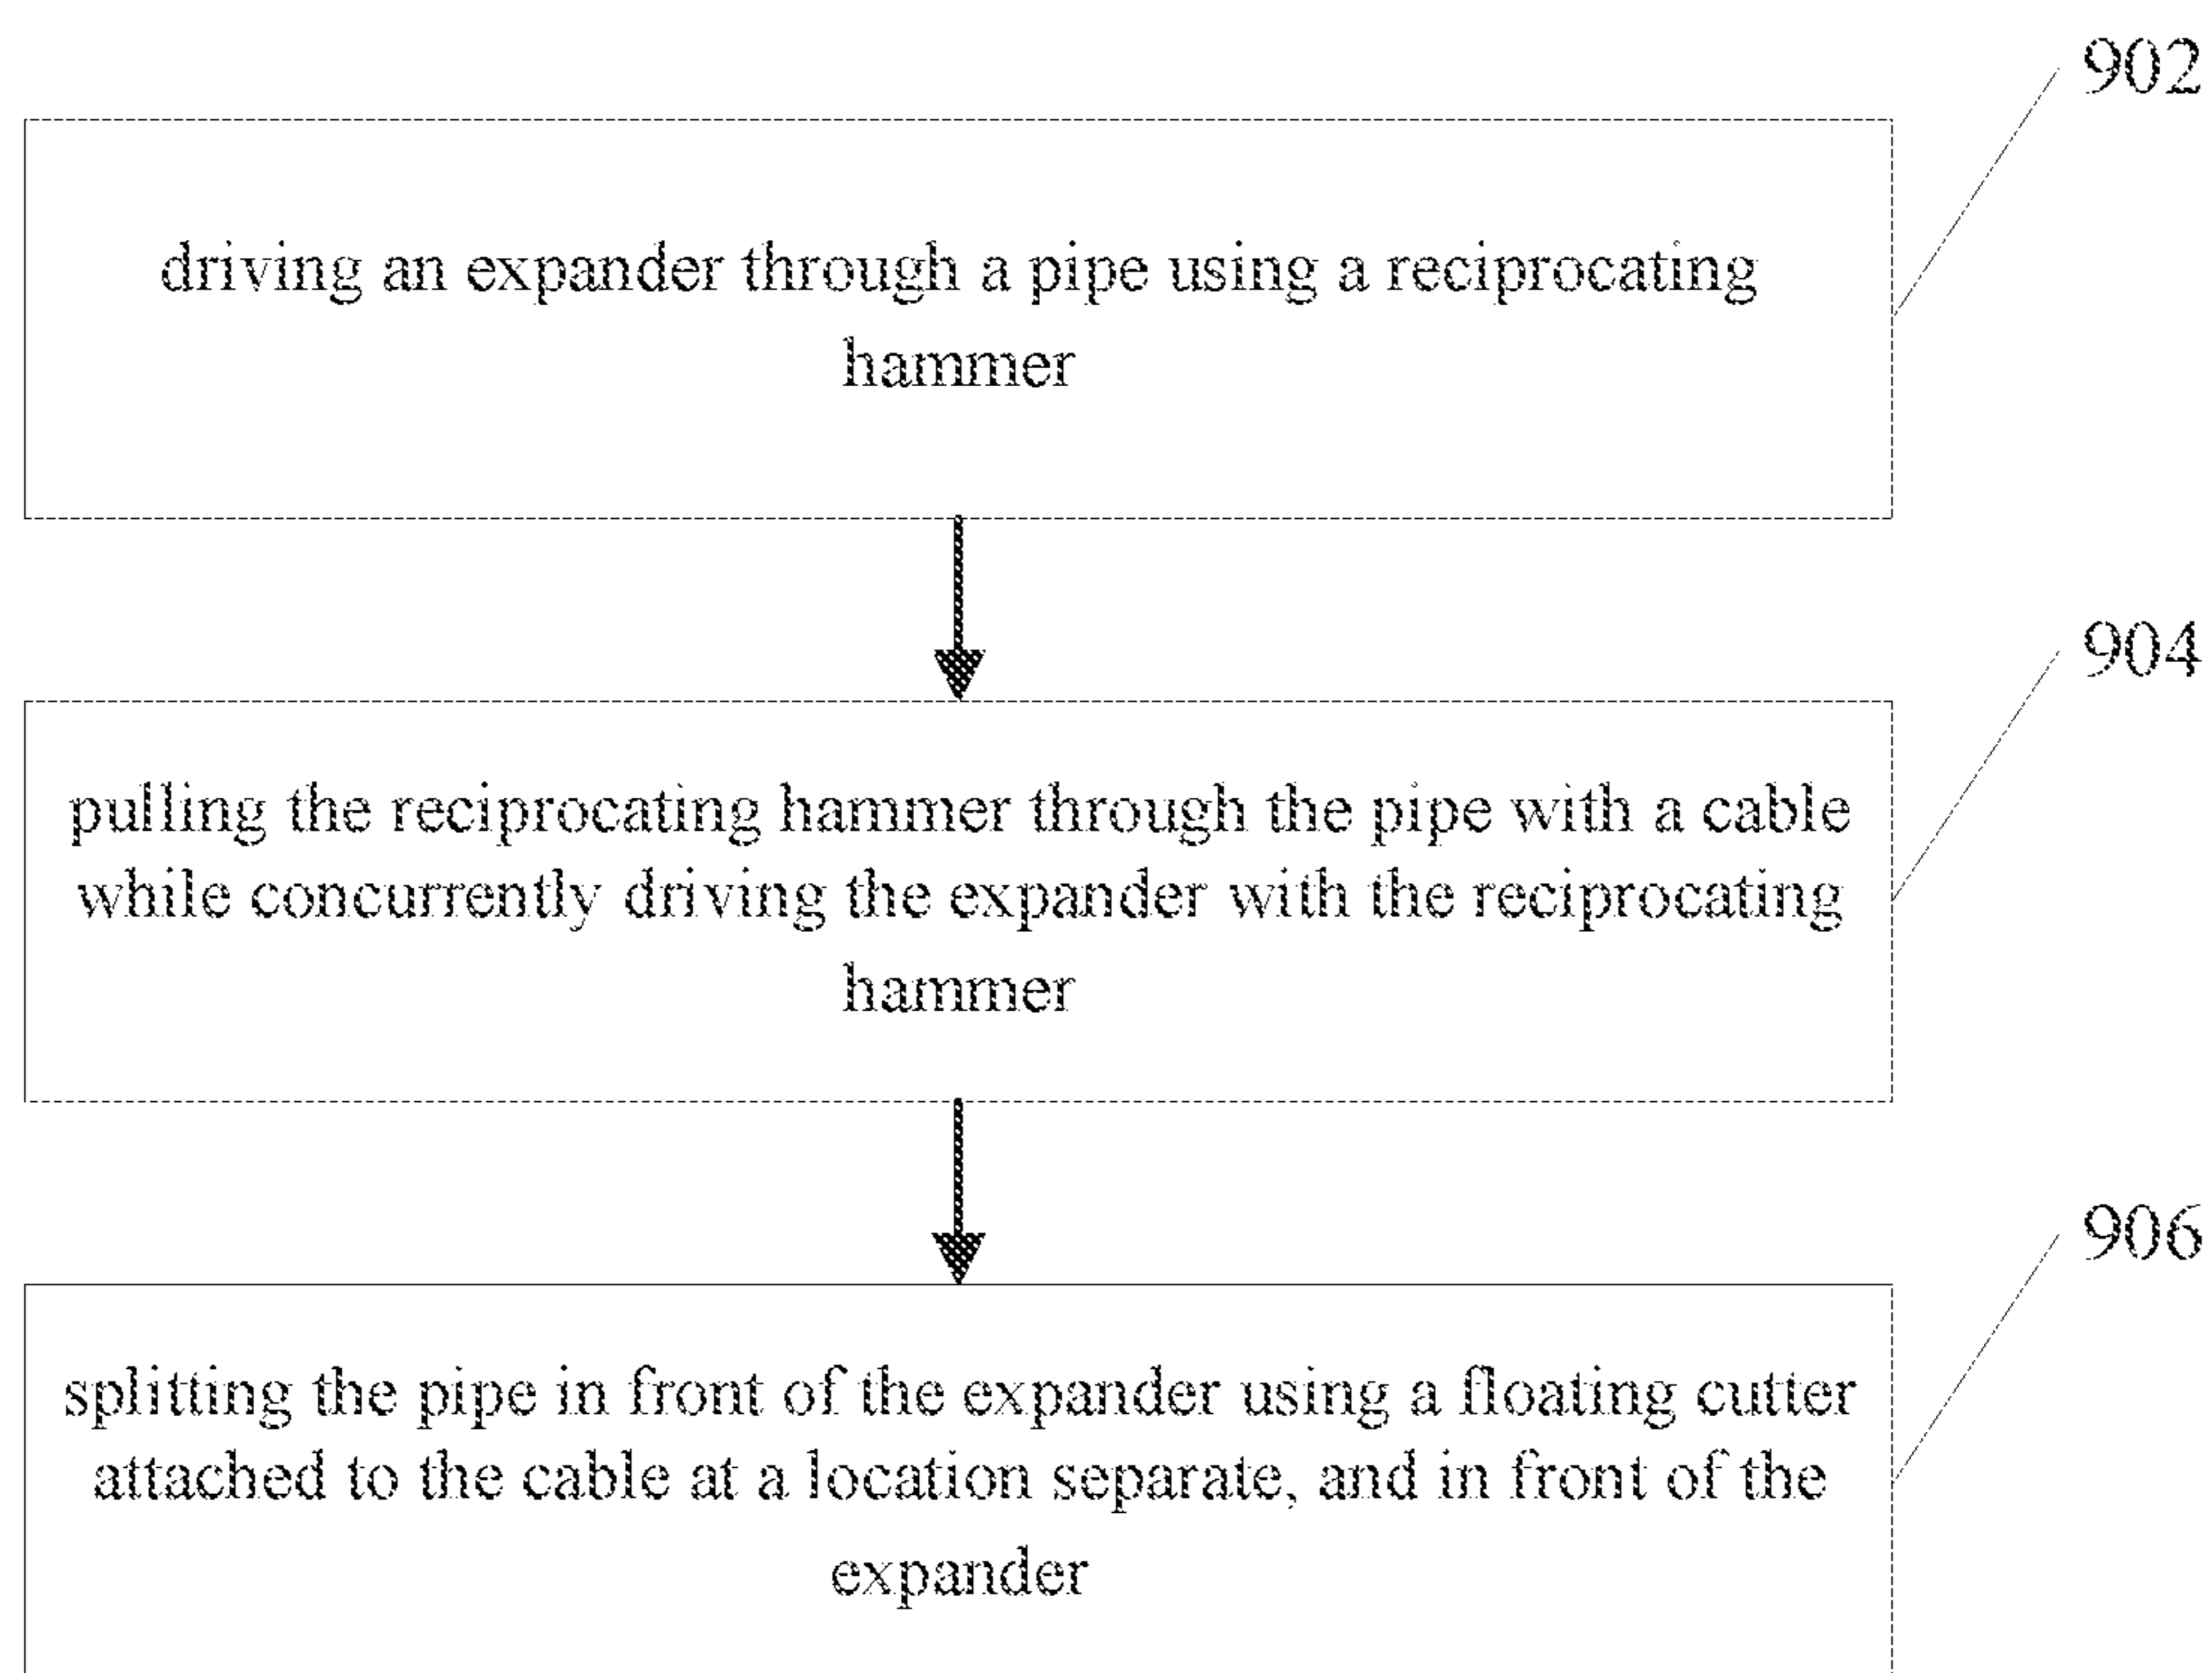 902
driving an expander through a pipe using a reciprocating
hammer
904
pulling the reciprocating hammer through the pipe with a cable
while concurrently driving the expander with the reciprocating
hammer
906
splitting the pipe in front of the expander using a floating cutter
attached to the cable at a location separate, and in front of the
expander